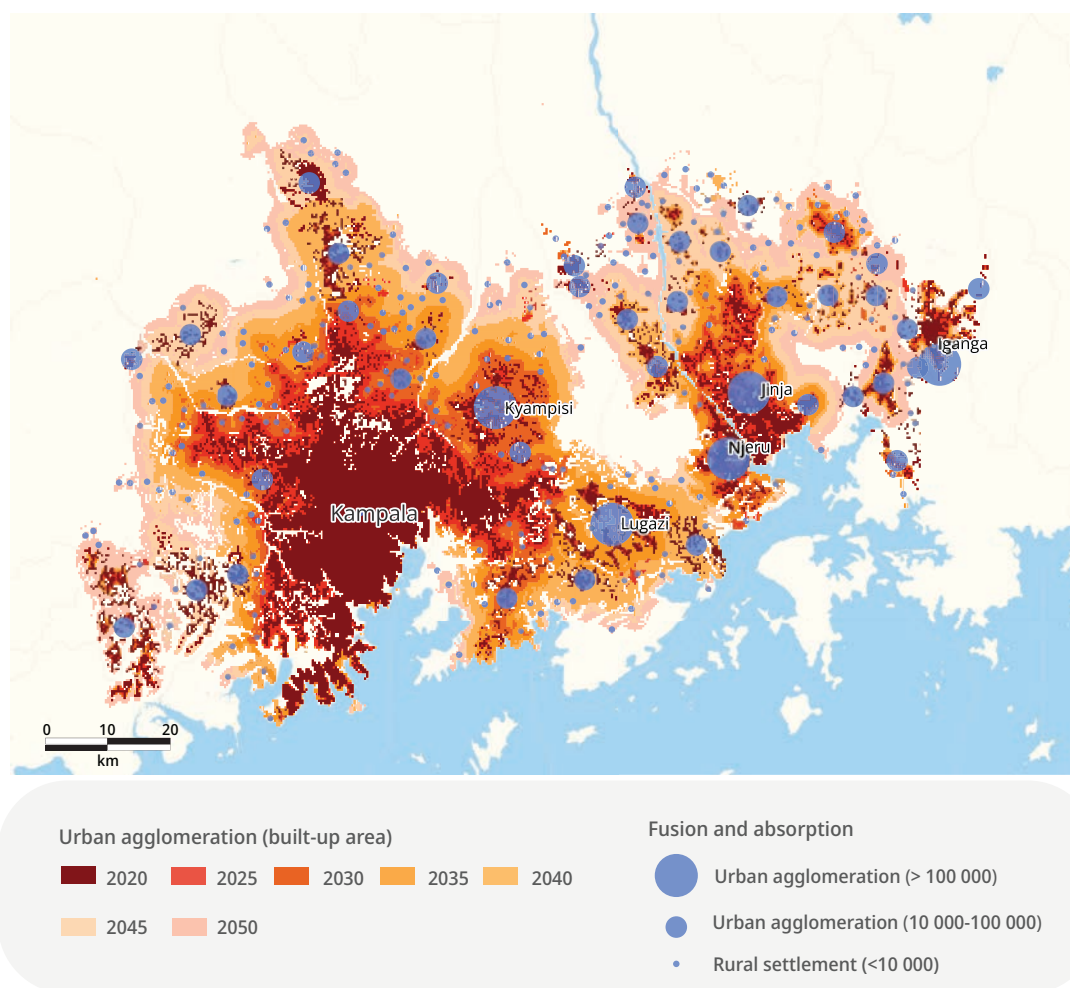 Iganga
Jinja
Kyampisi
Njeru
Kampala
Lugazi
0 10 20
km
Urban agglomeration (built-up area)
2020 2025 2030 2035 2040
2045 2050
Fusion and absorption
Urban agglomeration (> 100 000)
Urban agglomeration (10 000-100 000)
Rural settlement (<10 000)